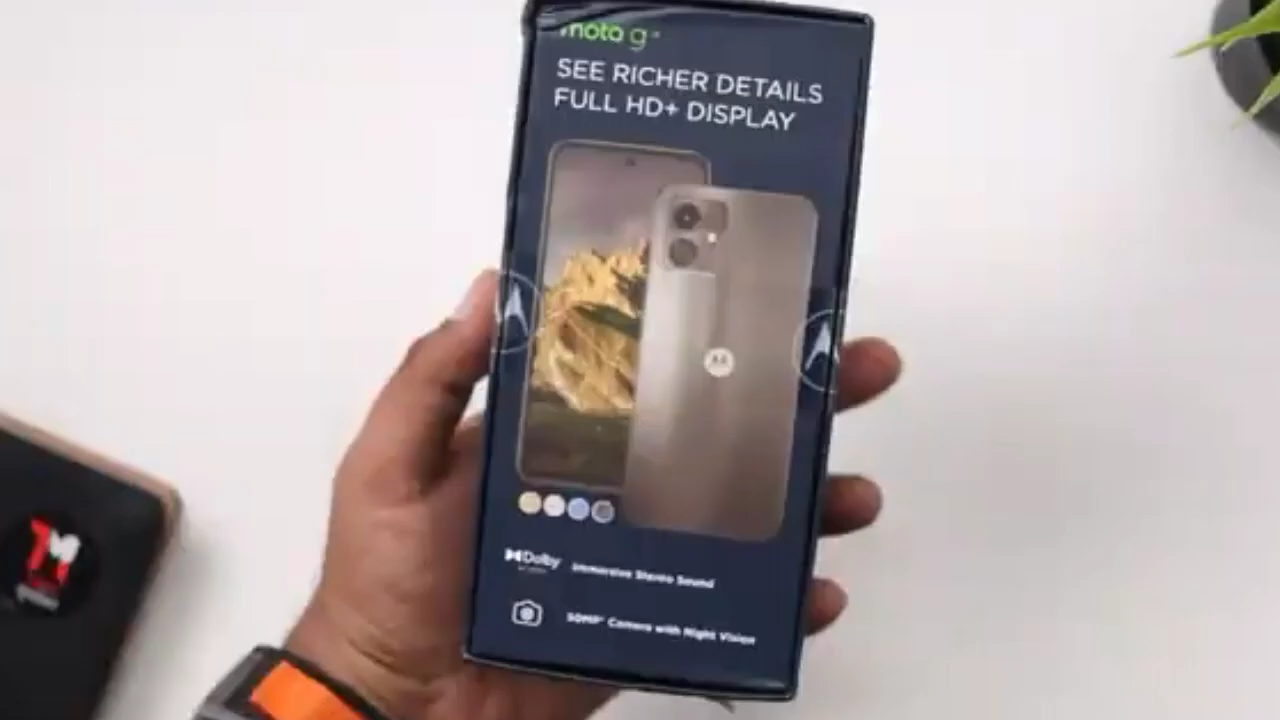 moto g
SEE RICHER DETAILS
FULL HD+ DISPLAY
Dolby
Immersive Stereo Sound
50MP* Camera with Night Vision